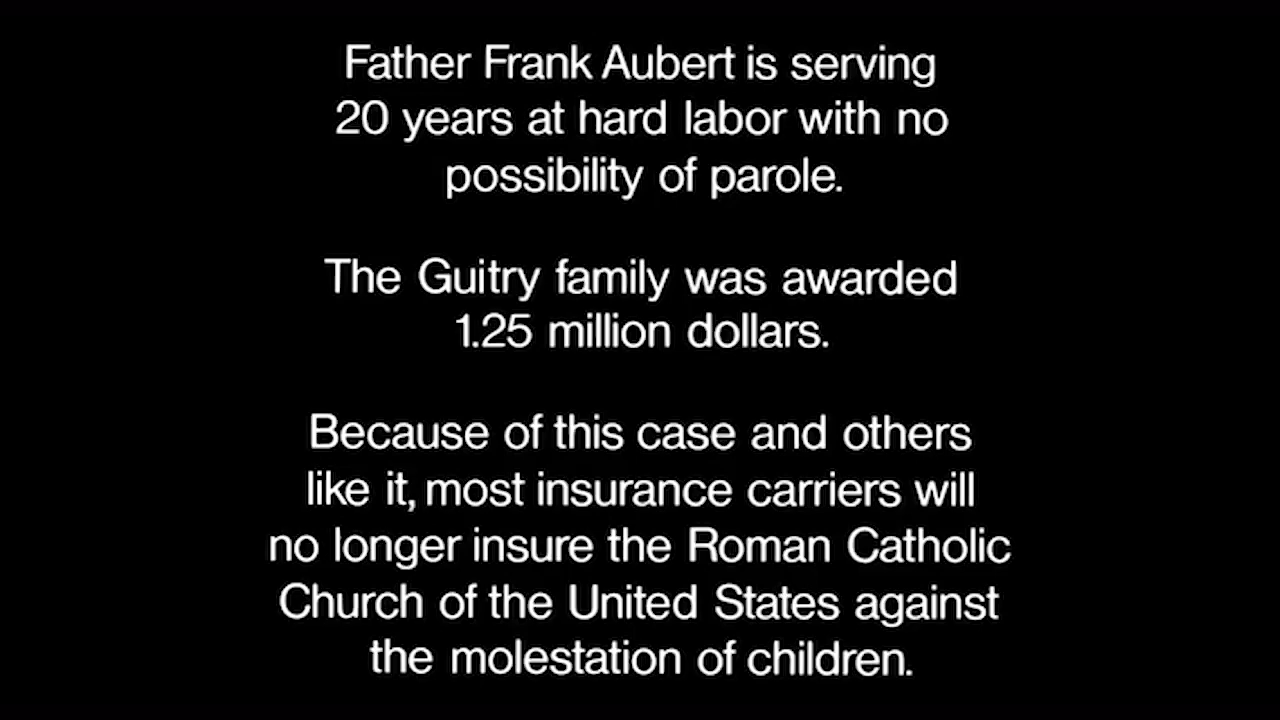 Father Frank Aubert is serving
20 years at hard labor with no
possibility of parole.
The Guitry family was awarded
1.25 million dollars.
Because of this case and others
like it, most insurance carriers will
no longer insure the Roman Catholic
Church of the United States against
the molestation of children.